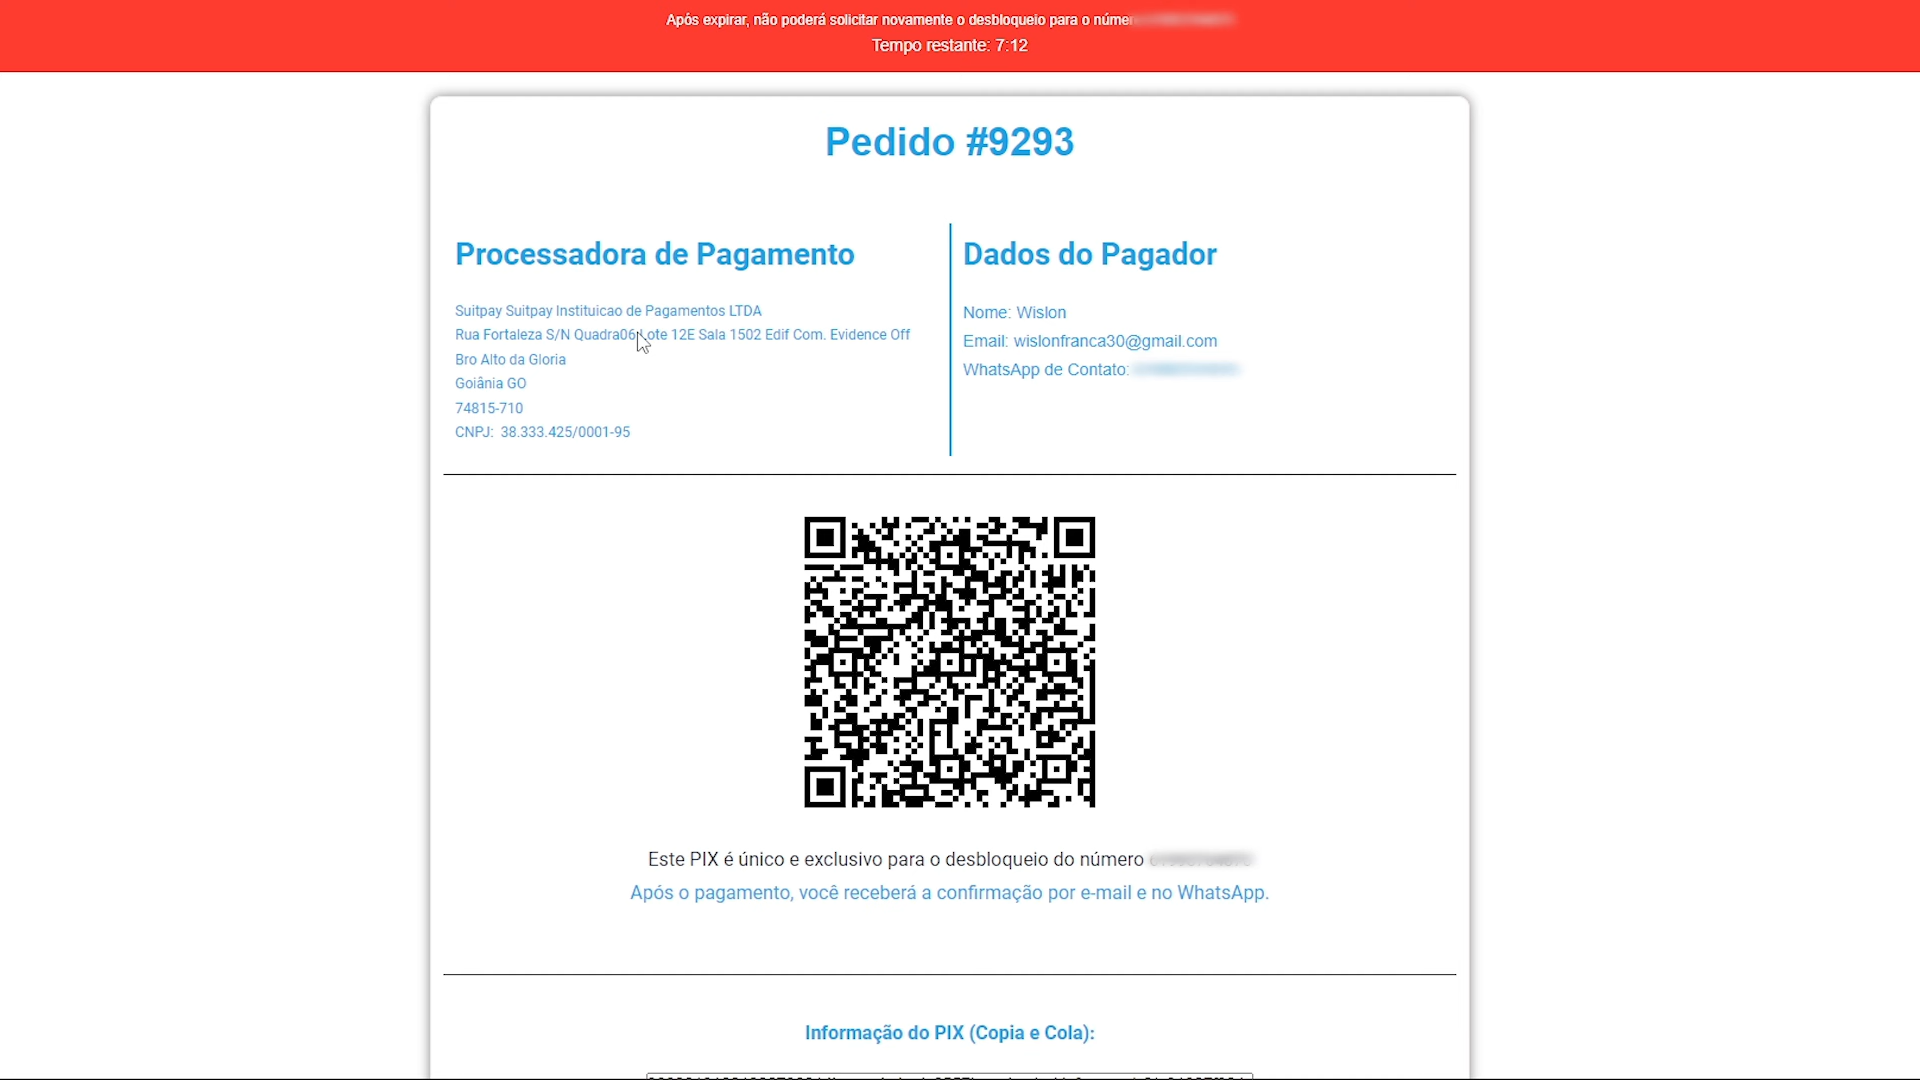 Após expirar, não poderá solicitar novamente o desbloqueio para o número
Tempo restante: 7:12
Pedido #9293
Processadora de Pagamento
Suitpay Suitpay Instituicao de Pagamentos LTDA
Rua Fortaleza S/N Quadra06 Lote 12E Sala 1502 Edif Com. Evidence Off
Bro Alto da Gloria
Goiânia GO
74815-710
CNPJ: 38.333.425/0001-95
Dados do Pagador
Nome: Wislon
Email: wislonfranca30@gmail.com
WhatsApp de Contato:
Este PIX é único e exclusivo para o desbloqueio do número
Após o pagamento, você receberá a confirmação por e-mail e no WhatsApp.
Informação do PIX (Copia e Cola):